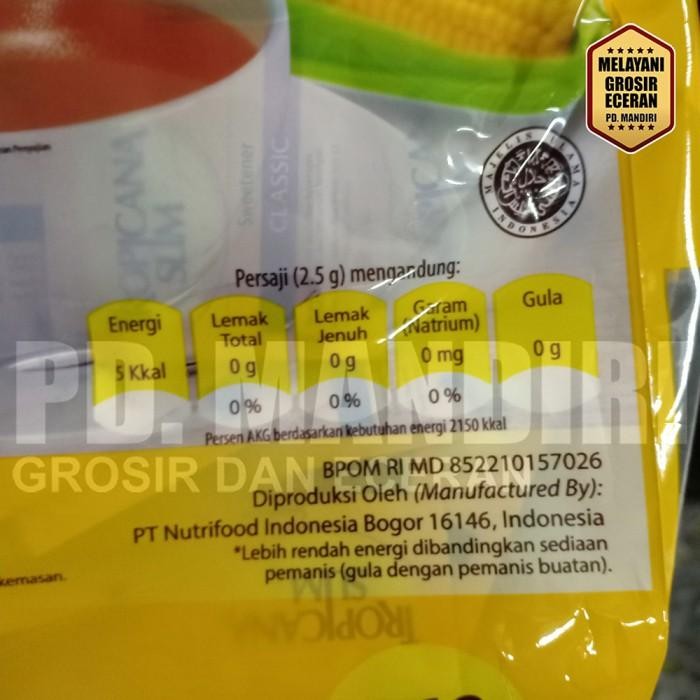 ★★★★★
MELAYANI
GROSIR
ECERAN
PD. MANDIRI
★★★★★
MAJELIS ULAMA
INDONESIA
حلال
TROPICANA
SLIM
Sweetener
CLASSIC
Persaji (2.5 g) mengandung:
Energi
5 Kkal
Lemak
Total
0 g
0 %
Lemak
Jenuh
0 g
0 %
Garam
(Natrium)
0 mg
0 %
Gula
0 g
Persen AKG berdasarkan kebutuhan energi 2150 kkal
PD. MANDIRI
GROSIR DAN ECERAN
BPOM RI MD 852210157026
Diproduksi Oleh (Manufactured By):
PT Nutrifood Indonesia Bogor 16146, Indonesia
*Lebih rendah energi dibandingkan sediaan
pemanis (gula dengan pemanis buatan).
kemasan.
TROPICANA
SLIM